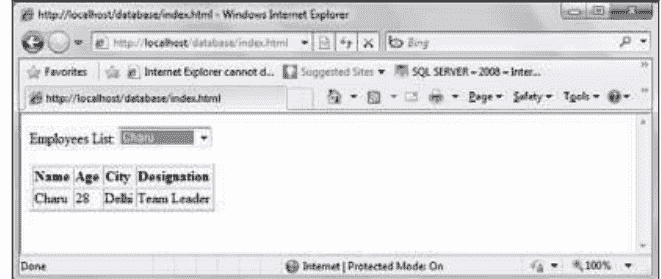 http://localhost/database/index.html - Windows Internet Explorer
http://localhost/database/index.html
Bing
Favorites Internet Explorer cannot d... Suggested Sites SQL SERVER – 2008 – Inter...
http://localhost/database/index.html
Page Safety Tools
Employees List: Charu
Name Age City Designation
Charu 28 Delhi Team Leader
Done Internet | Protected Mode: On 100%